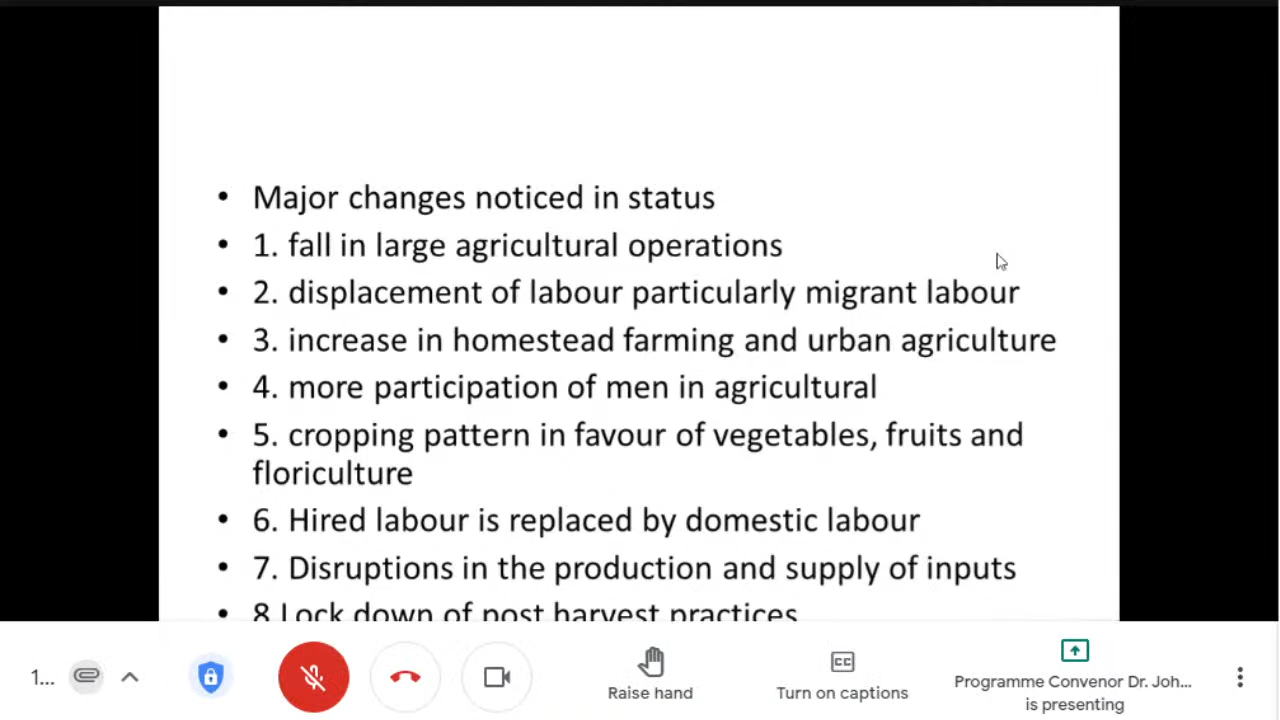 • Major changes noticed in status
• 1. fall in large agricultural operations
• 2. displacement of labour particularly migrant labour
• 3. increase in homestead farming and urban agriculture
• 4. more participation of men in agricultural
• 5. cropping pattern in favour of vegetables, fruits and
floriculture
• 6. Hired labour is replaced by domestic labour
• 7. Disruptions in the production and supply of inputs
• 8 Lock down of post harvest practices
1...
Raise hand
CC
Turn on captions
Programme Convenor Dr. Joh...
is presenting